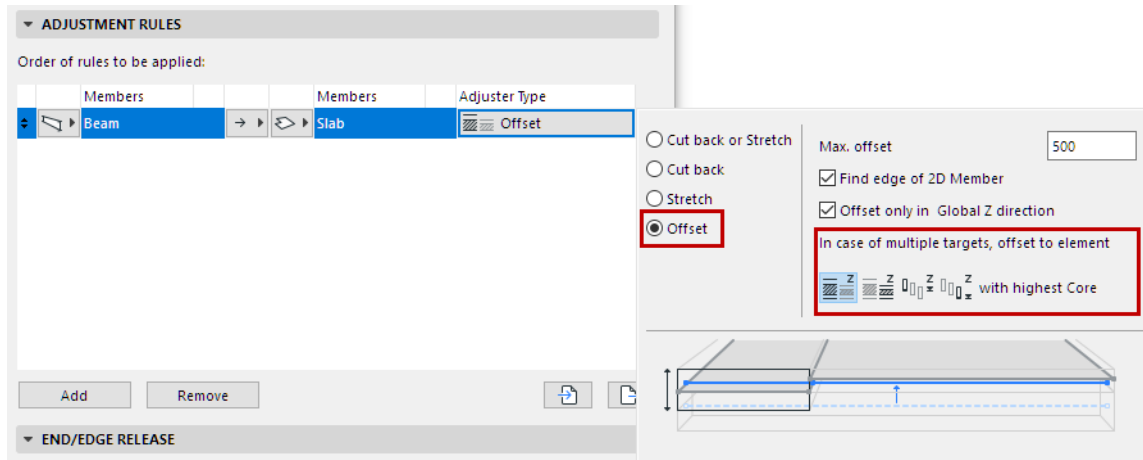 ADJUSTMENT RULES
Order of rules to be applied:
Members Members Adjuster Type
Beam Slab Offset
Add Remove
END/EDGE RELEASE
Cut back or Stretch
Cut back
Stretch
Offset
Max. offset 500
Find edge of 2D Member
Offset only in Global Z direction
In case of multiple targets, offset to element
Z Z Z Z with highest Core